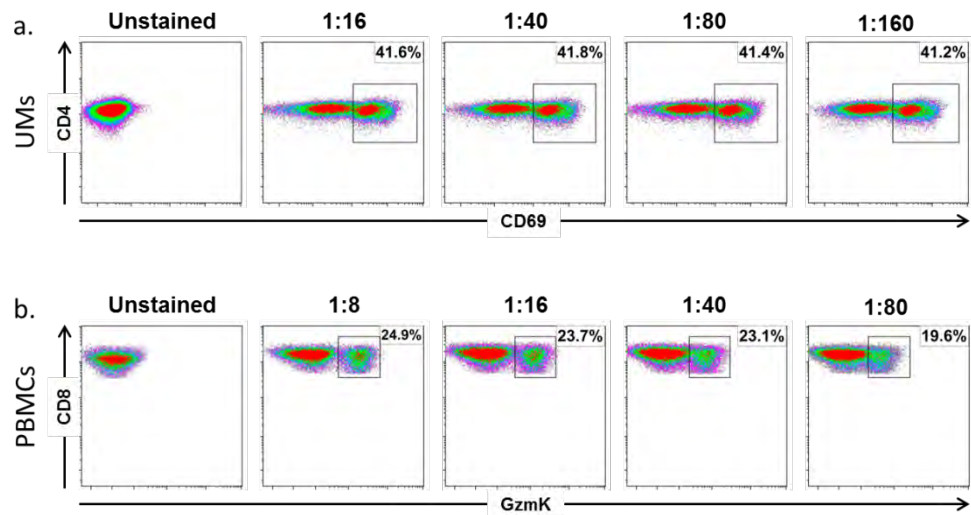 a.
Unstained 1:16 1:40 1:80 1:160
41.6% 41.8% 41.4% 41.2%
UMs
CD4
CD69
b.
Unstained 1:8 1:16 1:40 1:80
24.9% 23.7% 23.1% 19.6%
PBMCs
CD8
GzmK